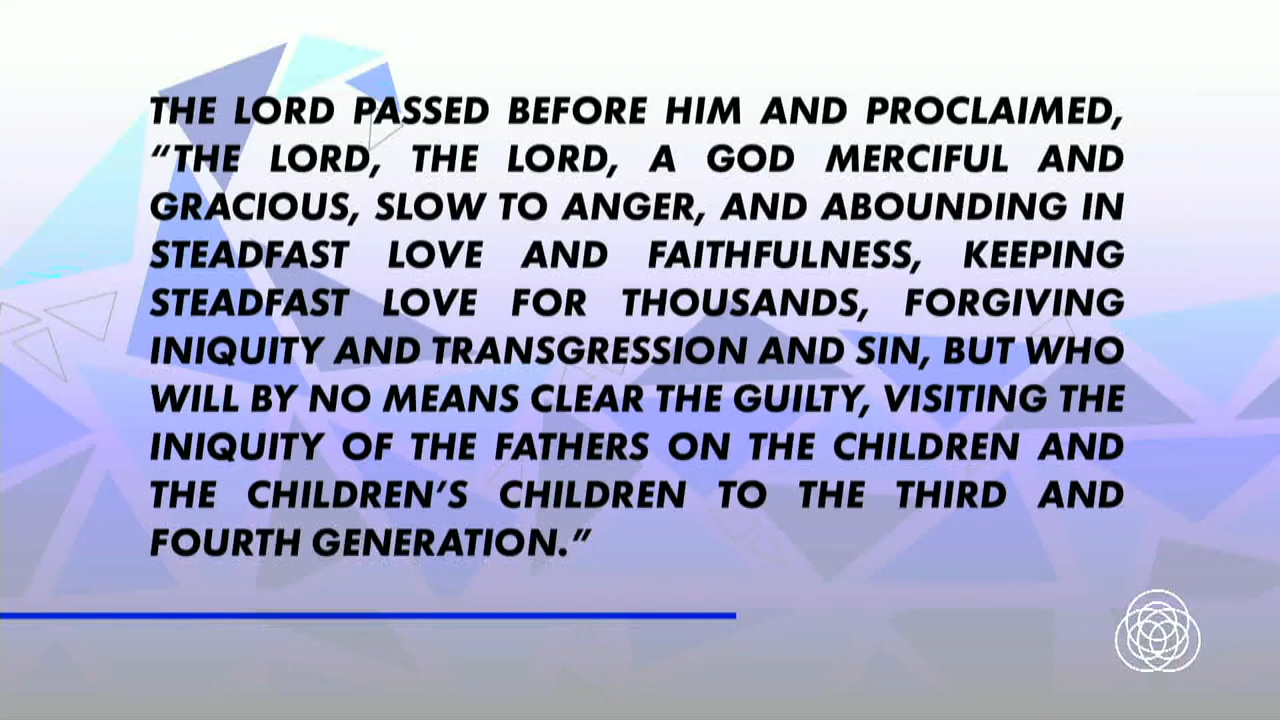 THE LORD PASSED BEFORE HIM AND PROCLAIMED,
“THE LORD, THE LORD, A GOD MERCIFUL AND
GRACIOUS, SLOW TO ANGER, AND ABOUNDING IN
STEADFAST LOVE AND FAITHFULNESS, KEEPING
STEADFAST LOVE FOR THOUSANDS, FORGIVING
INIQUITY AND TRANSGRESSION AND SIN, BUT WHO
WILL BY NO MEANS CLEAR THE GUILTY, VISITING THE
INIQUITY OF THE FATHERS ON THE CHILDREN AND
THE CHILDREN’S CHILDREN TO THE THIRD AND
FOURTH GENERATION.”